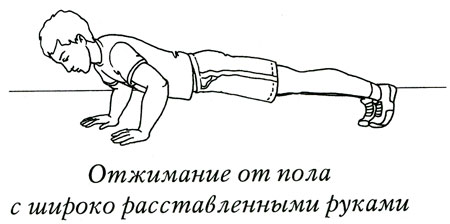 Отжимание от пола
с широко расставленными руками